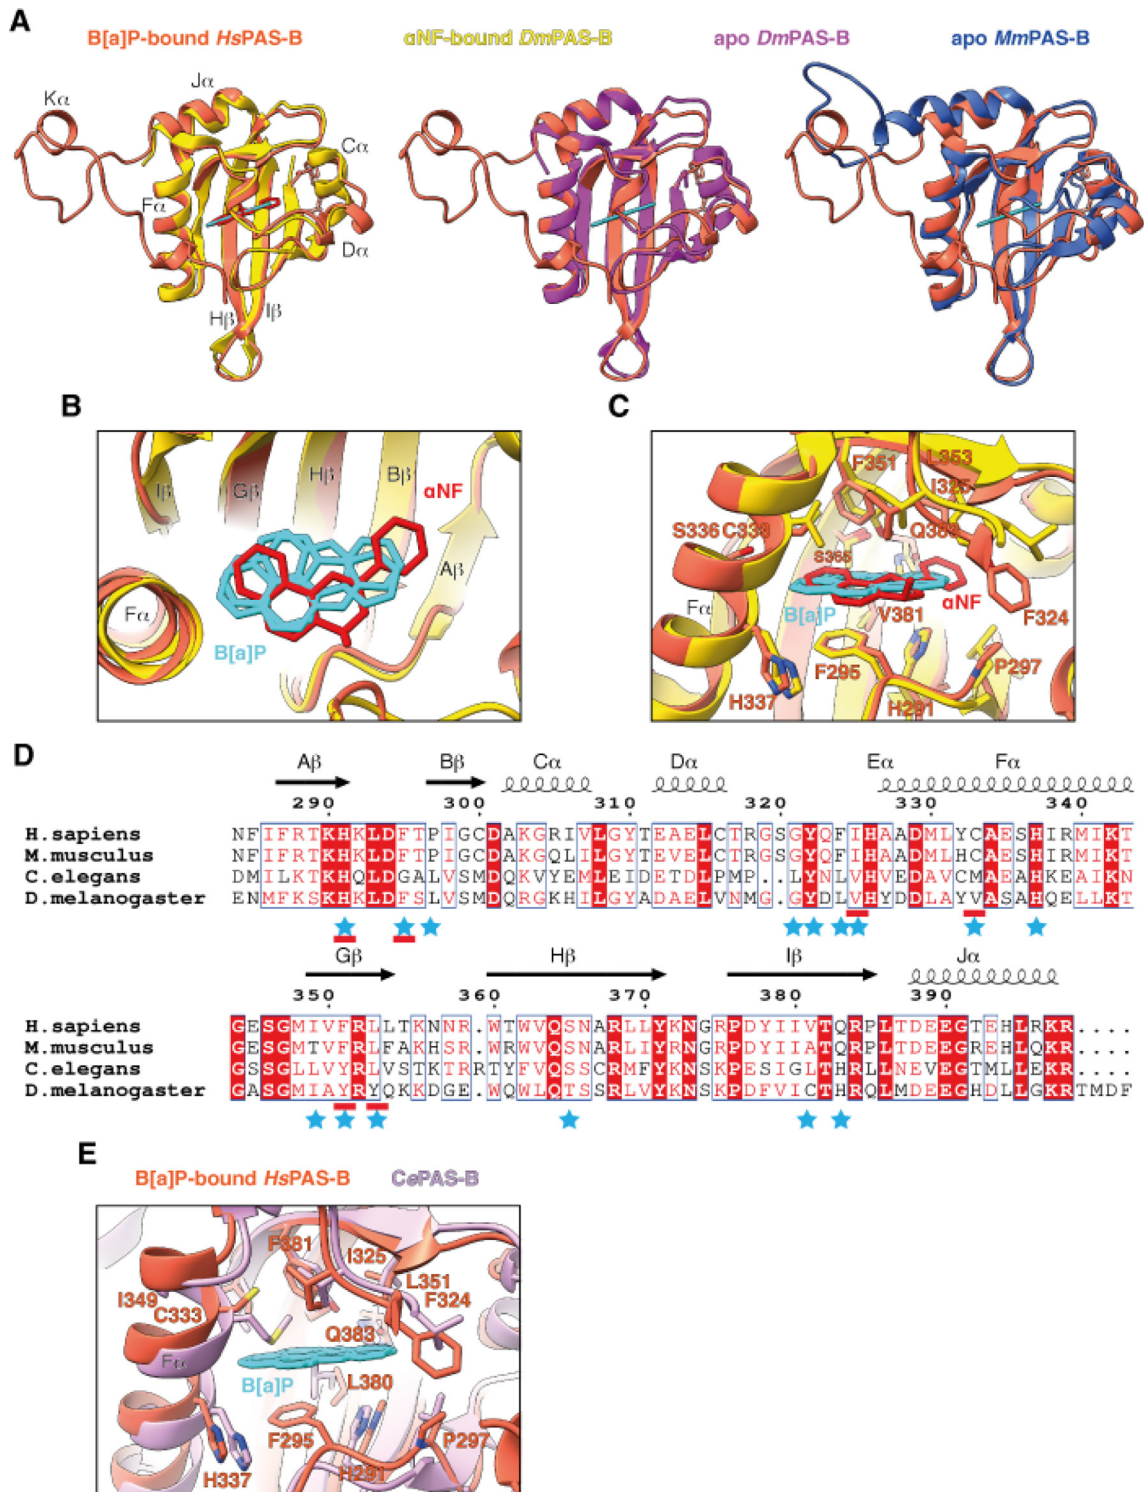 A
B[a]P-bound HsPAS-B
αNF-bound DmPAS-B
apo DmPAS-B
apo MmPAS-B
Kα
Jα
Cα
Fα
Dα
Hβ
Iβ
B
Iβ
Gβ
Hβ
Bβ
αNF
Aβ
Fα
B[a]P
C
F351
L353
I325
S336 C333
Q383
S365
αNF
Fα
B[a]P
V381
F324
F295
P297
H337
H291
D
Aβ Bβ Cα Dα Eα Fα
290 300 310 320 330 340
H.sapiens NFIFRTKHKLDFTPIGCDAKGRIVLGYTEAELCTRGSGYQFIHAADMLYCAESHIRMIKT
M.musculus NFIFRTKHKLDFTPIGCDAKGQLILGYTEVELCTRGSGYQFIHAADMLHCAESHIRMIKT
C.elegans DMILKTKHQLDGALVSMDQKVYEMLEIDETDLPMP..LYNLVHVEDAVCMAEAHKEAIKN
D.melanogaster ENMFKSKHKLDFSLVSMDQRGKHILGYADAELVNMG.GYDLVHYDDLAYVASAHQELLKT
Gβ Hβ Iβ Jα
350 360 370 380 390
H.sapiens GESGMIVFRLLTKNNR.WTWVQSNARLLYKNGRPDYIIVTQRPLTDEEGTEHLRKR....
M.musculus GESGMTVFRLFAKHSR.WRWVQSNARLIYRNGRPDYIIATQRPLTDEEGREHLQKR....
C.elegans GSSGLLVYRLVSTKTRRTYFVQSSCRMFYKNSKPESIGLTHRLLNEVEGTMLLEKR....
D.melanogaster
E
B[a]P-bound HsPAS-B
CePAS-B
F381
I325
I349
L351
C333
F324
Q383
Fα
B[a]P
L380
F295
P297
H337
H291